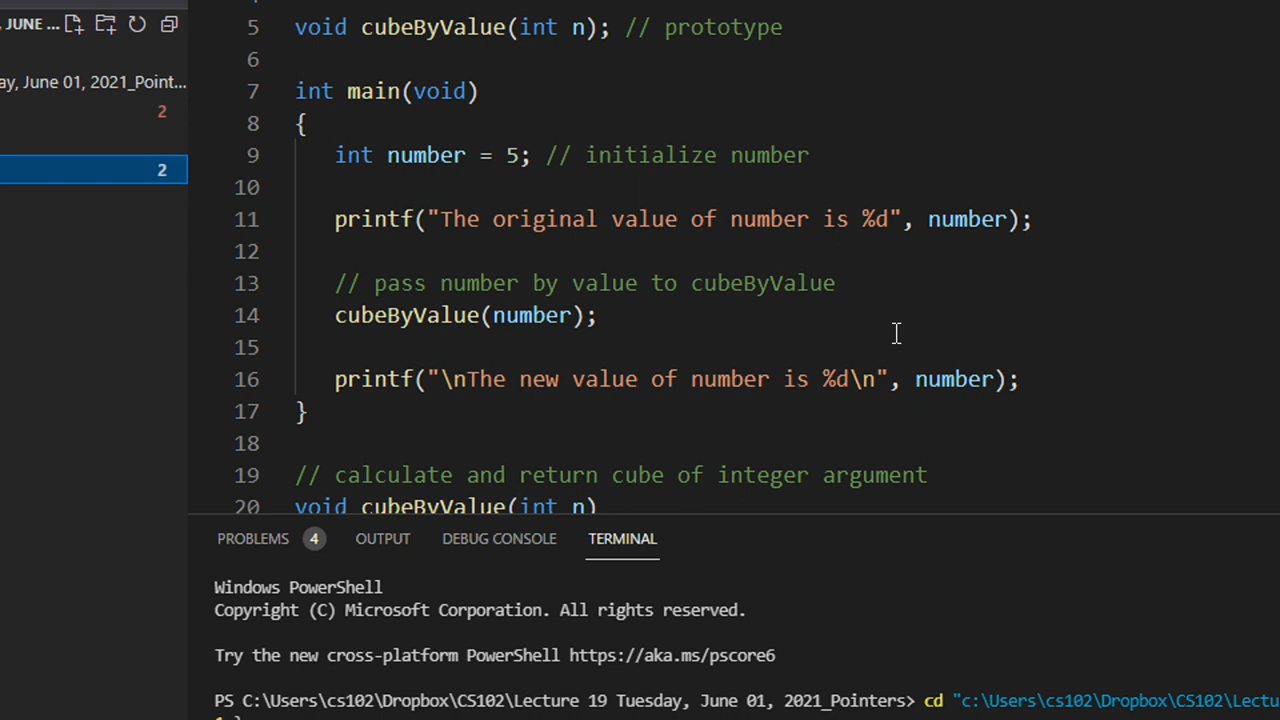 , JUNE ...
ay, June 01, 2021_Point...
2
2
5 void cubeByValue(int n); // prototype
6
7 int main(void)
8 {
9 int number = 5; // initialize number
10
11 printf("The original value of number is %d", number);
12
13 // pass number by value to cubeByValue
14 cubeByValue(number);
15
16 printf("\nThe new value of number is %d\n", number);
17 }
18
19 // calculate and return cube of integer argument
20 void cubeByValue(int n)
PROBLEMS 4 OUTPUT DEBUG CONSOLE TERMINAL
Windows PowerShell
Copyright (C) Microsoft Corporation. All rights reserved.
Try the new cross-platform PowerShell https://aka.ms/pscore6
PS C:\Users\cs102\Dropbox\CS102\Lecture 19 Tuesday, June 01, 2021_Pointers> cd "c:\Users\cs102\Dropbox\CS102\Lectu